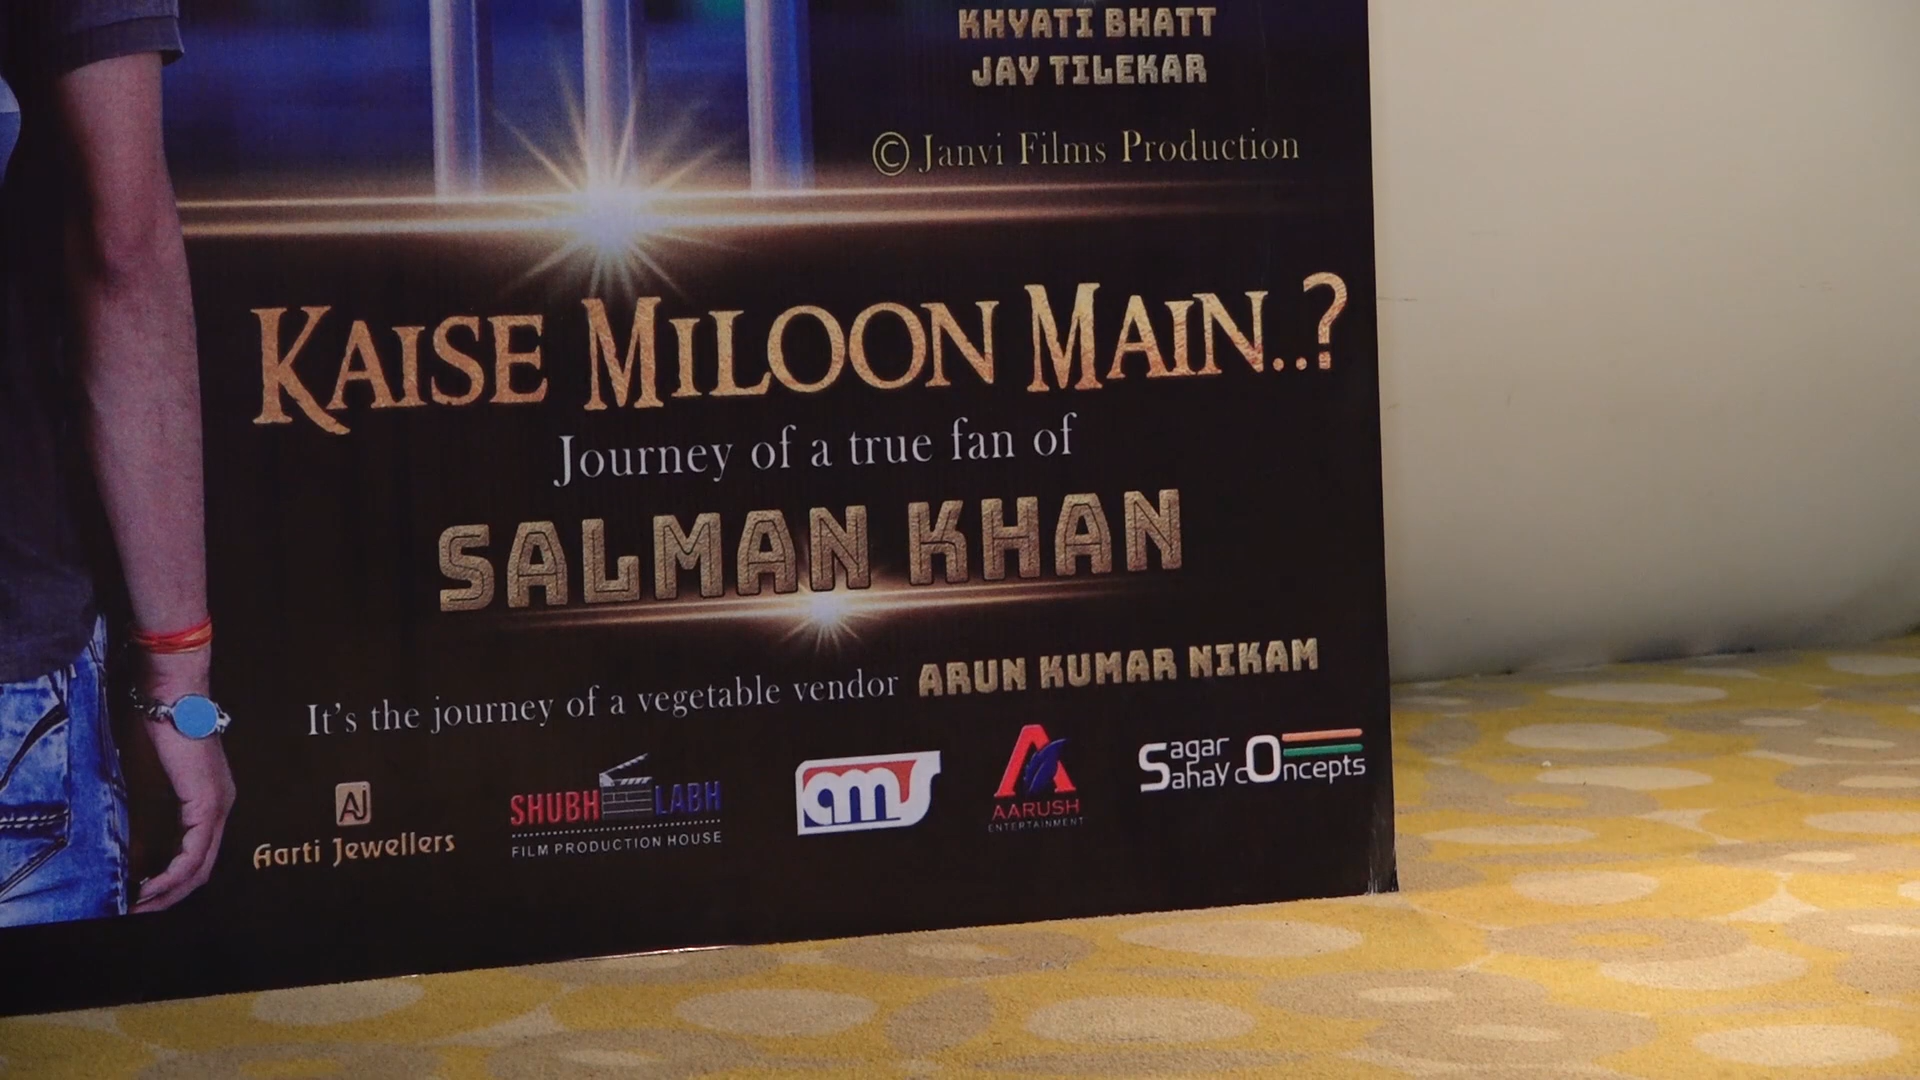 KHYATI BHATT
JAY TILEKAR
© Janvi Films Production
KAISE MILOON MAIN..?
Journey of a true fan of
SALMAN KHAN
It's the journey of a vegetable vendor ARUN KUMAR NIKAM
AJ
Aarti Jewellers
SHUBH LABH
FILM PRODUCTION HOUSE
ams
A
AARUSH
ENTERTAINMENT
Sagar
Sahay cOncepts